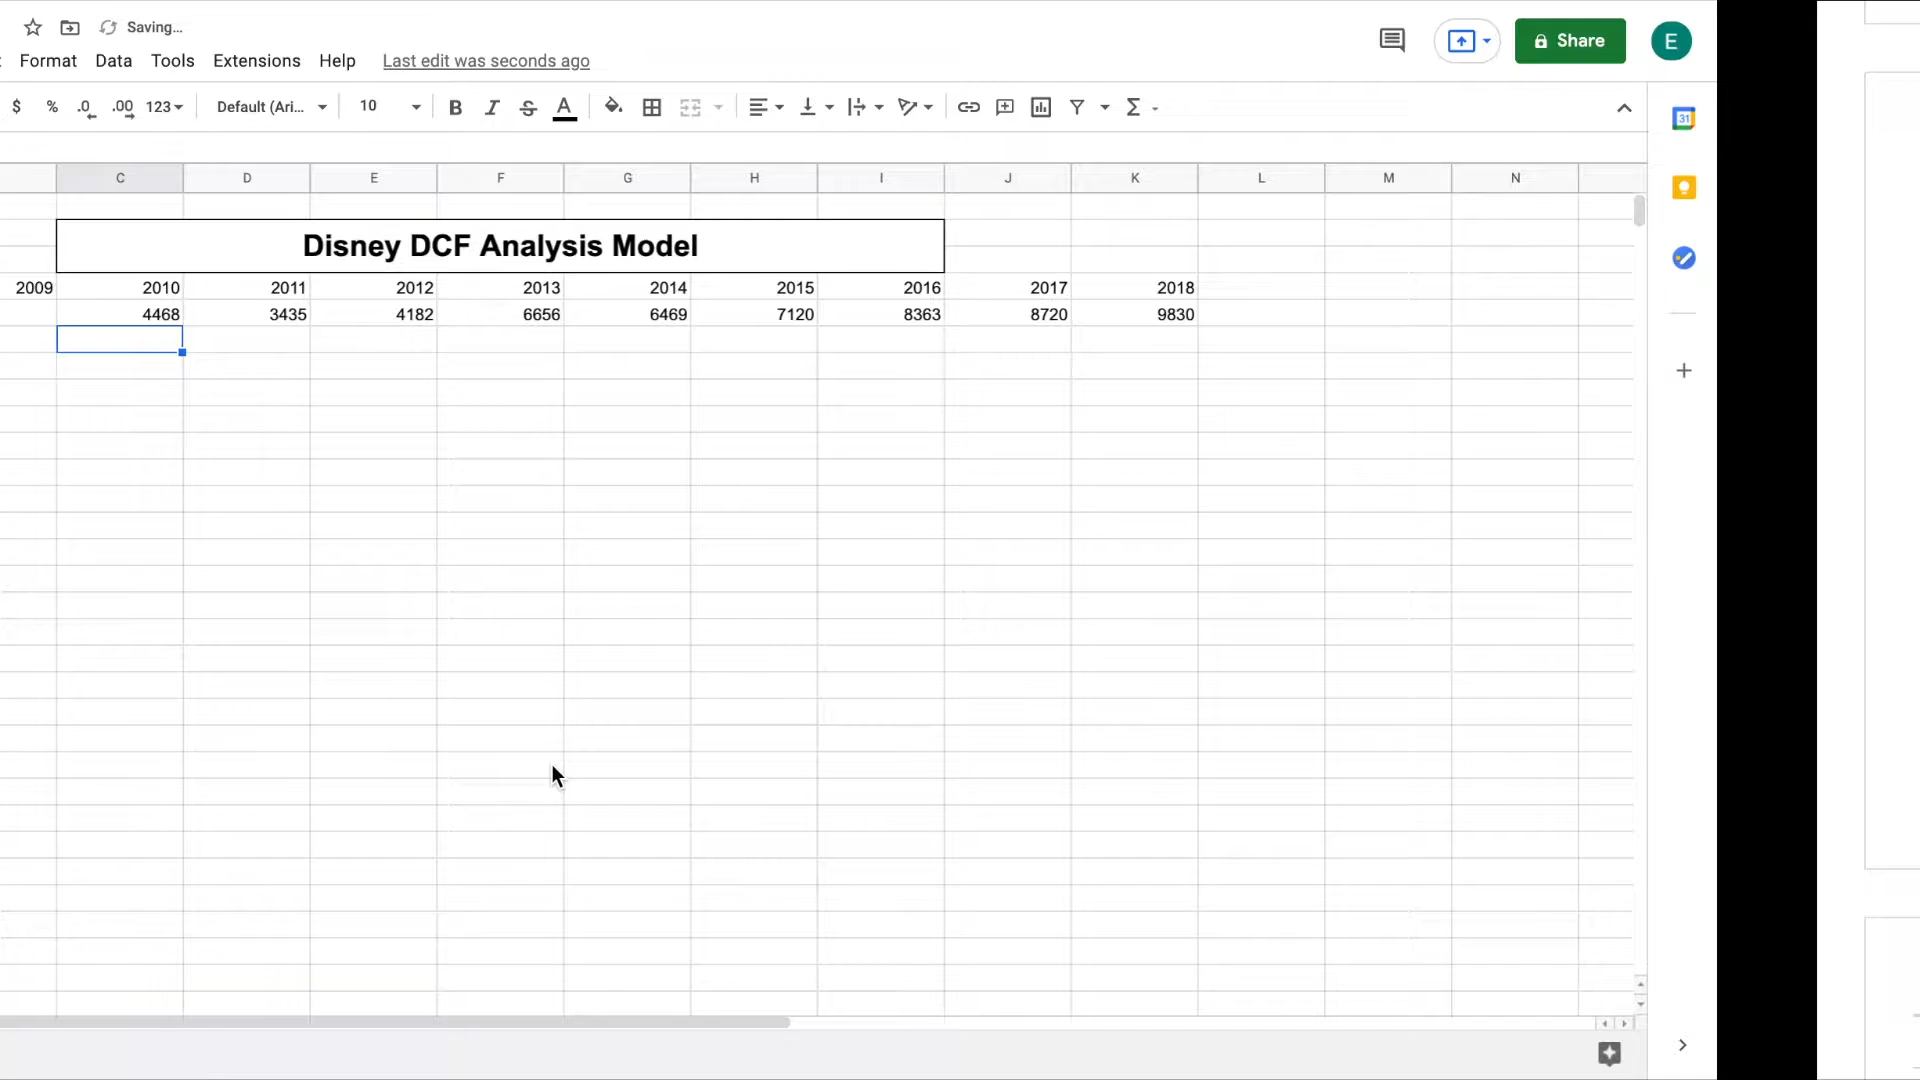 Saving...
Format Data Tools Extensions Help Last edit was seconds ago
Share
E
$ % .0 .00 123 Default (Ari... 10 B I S A Σ
31
C D E F G H I J K L M N
Disney DCF Analysis Model
2009 2010 2011 2012 2013 2014 2015 2016 2017 2018
4468 3435 4182 6656 6469 7120 8363 8720 9830